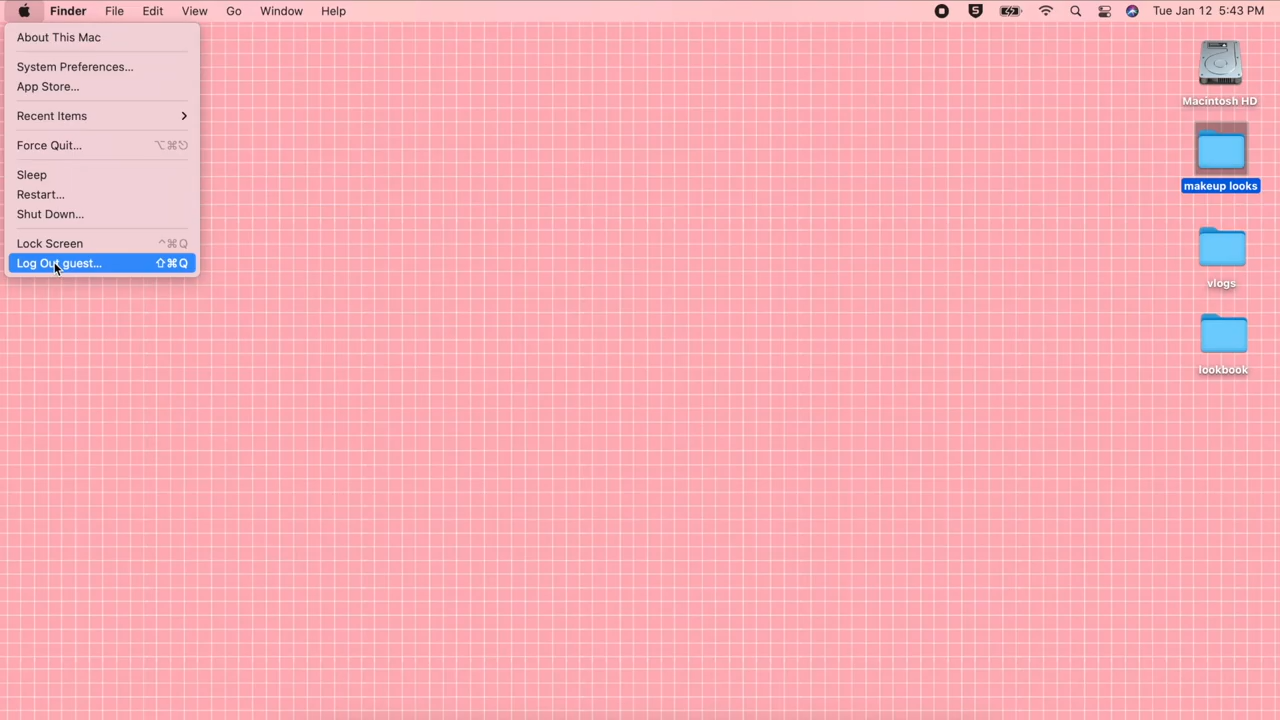 Finder File Edit View Go Window Help Tue Jan 12 5:43 PM
About This Mac
System Preferences...
App Store...
Recent Items
Force Quit... ⌥⌘⎋
Sleep
Restart...
Shut Down...
Lock Screen ^⌘Q
Log Out guest... ⇧⌘Q
Macintosh HD
makeup looks
vlogs
lookbook